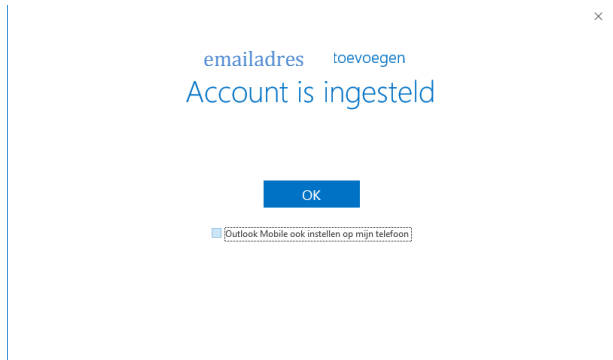 emailadres toevoegen
Account is ingesteld
OK
Outlook Mobile ook instellen op mijn telefoon